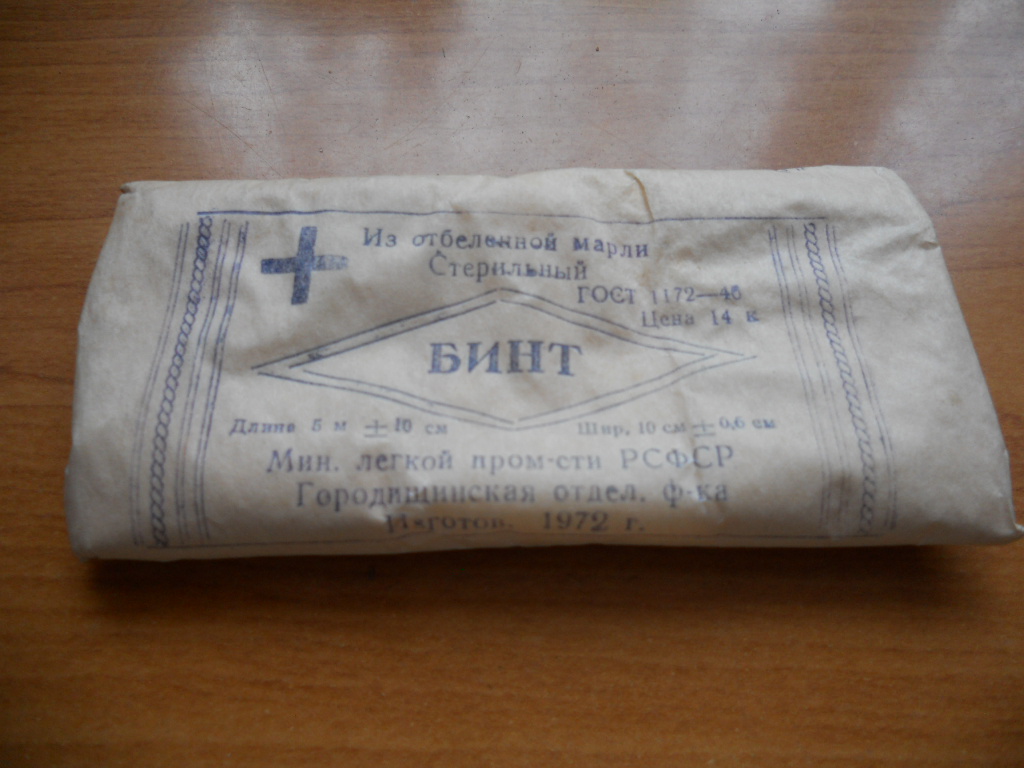 Из отбеленной марли
Стерильный
ГОСТ 1172—46
Цена 14 к
БИНТ
Длина 5 м ± 10 см
Шир. 10 см ± 0,6 см
Мин. легкой пром-сти РСФСР
Городищинская отдел. ф-ка
Изготов. 1972 г.